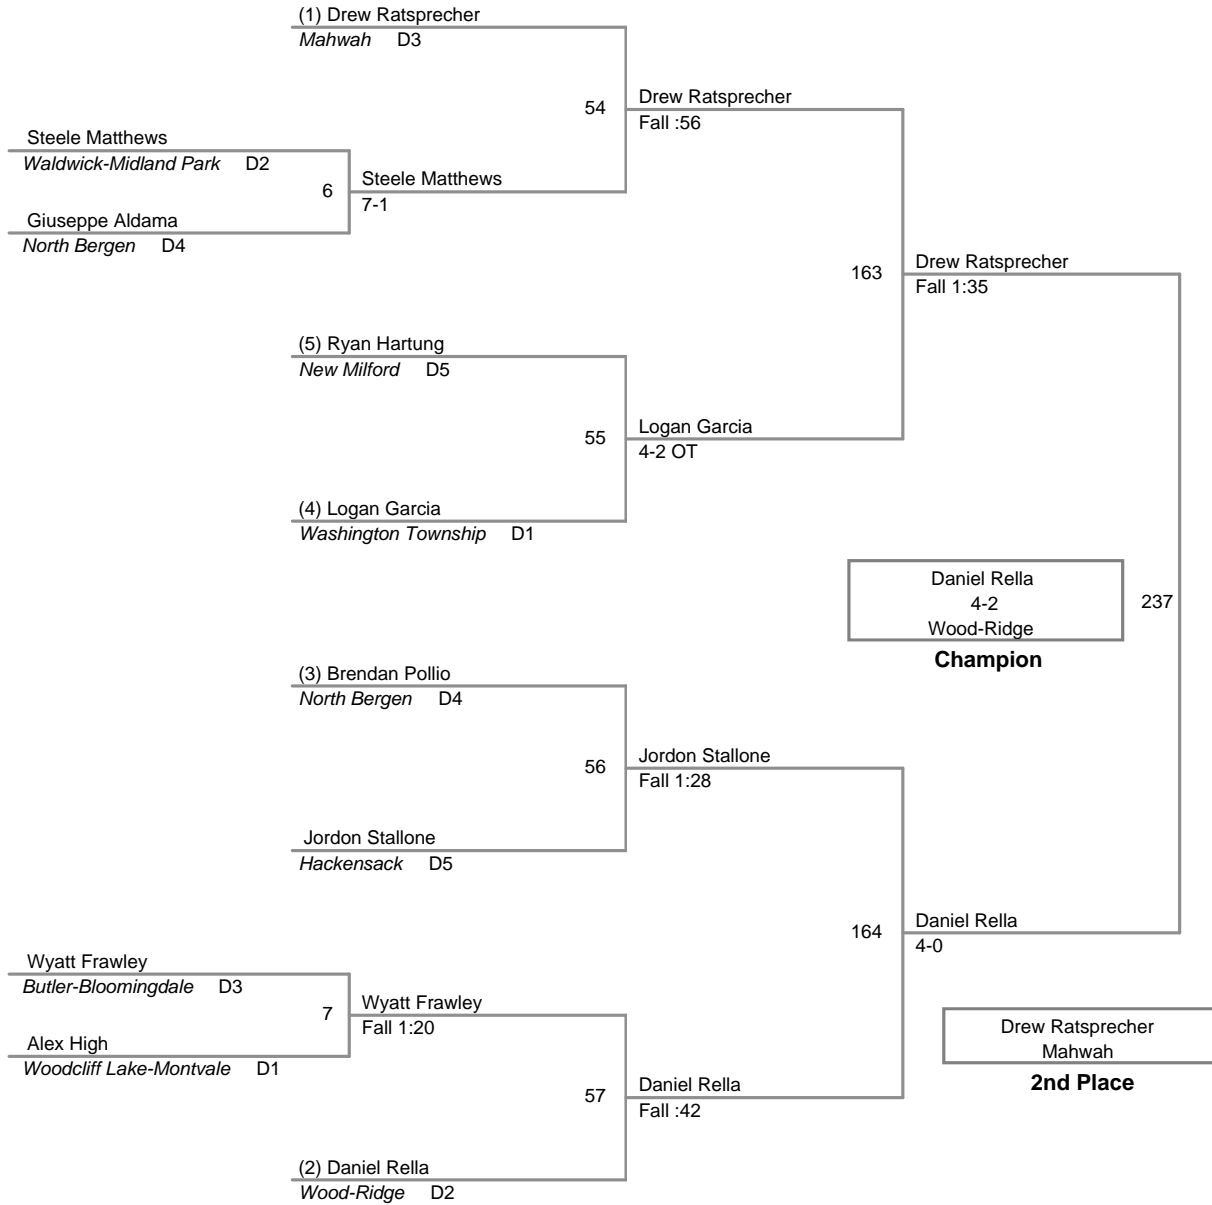 (1) Drew Ratsprecher
Mahwah D3
54
Drew Ratsprecher
Fall :56
Steele Matthews
Waldwick-Midland Park D2
6
Steele Matthews
7-1
Giuseppe Aldama
North Bergen D4
163
Drew Ratsprecher
Fall 1:35
(5) Ryan Hartung
New Milford D5
55
Logan Garcia
4-2 OT
(4) Logan Garcia
Washington Township D1
Daniel Rella
4-2
Wood-Ridge
Champion
237
(3) Brendan Pollio
North Bergen D4
56
Jordon Stallone
Fall 1:28
Jordon Stallone
Hackensack D5
164
Daniel Rella
4-0
Wyatt Frawley
Butler-Bloomingdale D3
7
Wyatt Frawley
Fall 1:20
Alex High
Woodcliff Lake-Montvale D1
Drew Ratsprecher
Mahwah
2nd Place
57
Daniel Rella
Fall :42
(2) Daniel Rella
Wood-Ridge D2